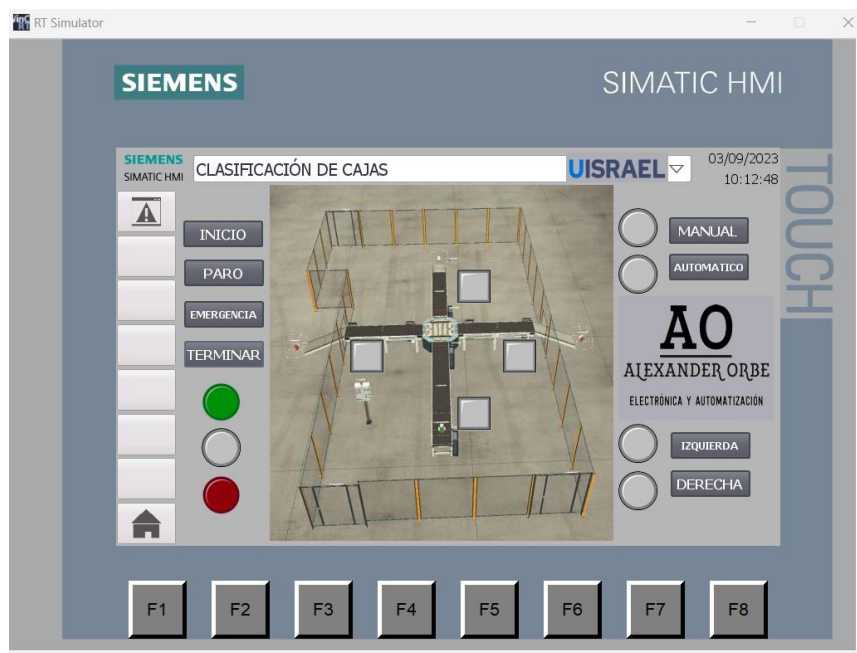 RT Simulator
SIEMENS
SIMATIC HMI
TOUCH
SIEMENS
SIMATIC HMI
CLASIFICACIÓN DE CAJAS
UISRAEL
03/09/2023
10:12:48
INICIO
PARO
EMERGENCIA
TERMINAR
MANUAL
AUTOMATICO
AO
ALEXANDER ORBE
ELECTRÓNICA Y AUTOMATIZACIÓN
IZQUIERDA
DERECHA
F1
F2
F3
F4
F5
F6
F7
F8